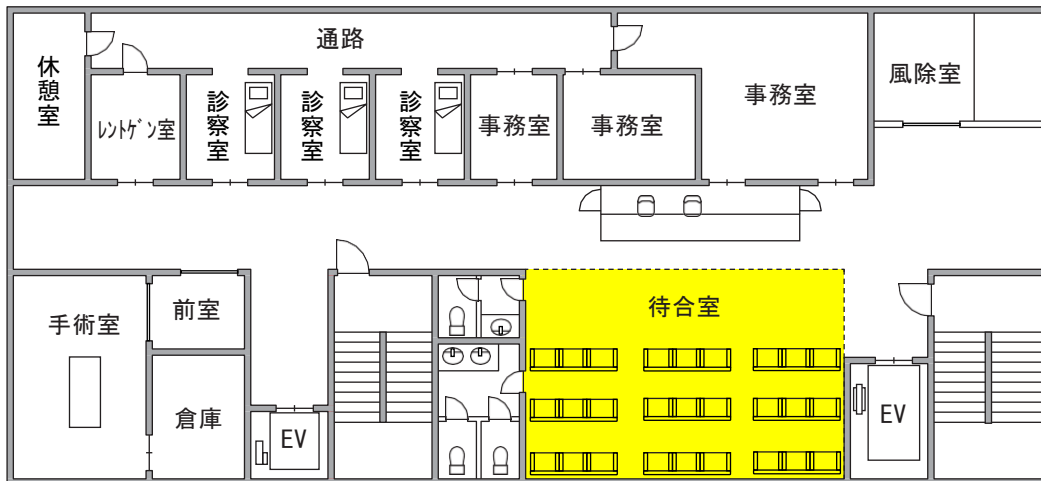 通路
休憩室
ﾚﾝﾄｹﾞﾝ室
診察室
診察室
診察室
事務室
事務室
事務室
風除室
手術室
前室
倉庫
EV
待合室
EV